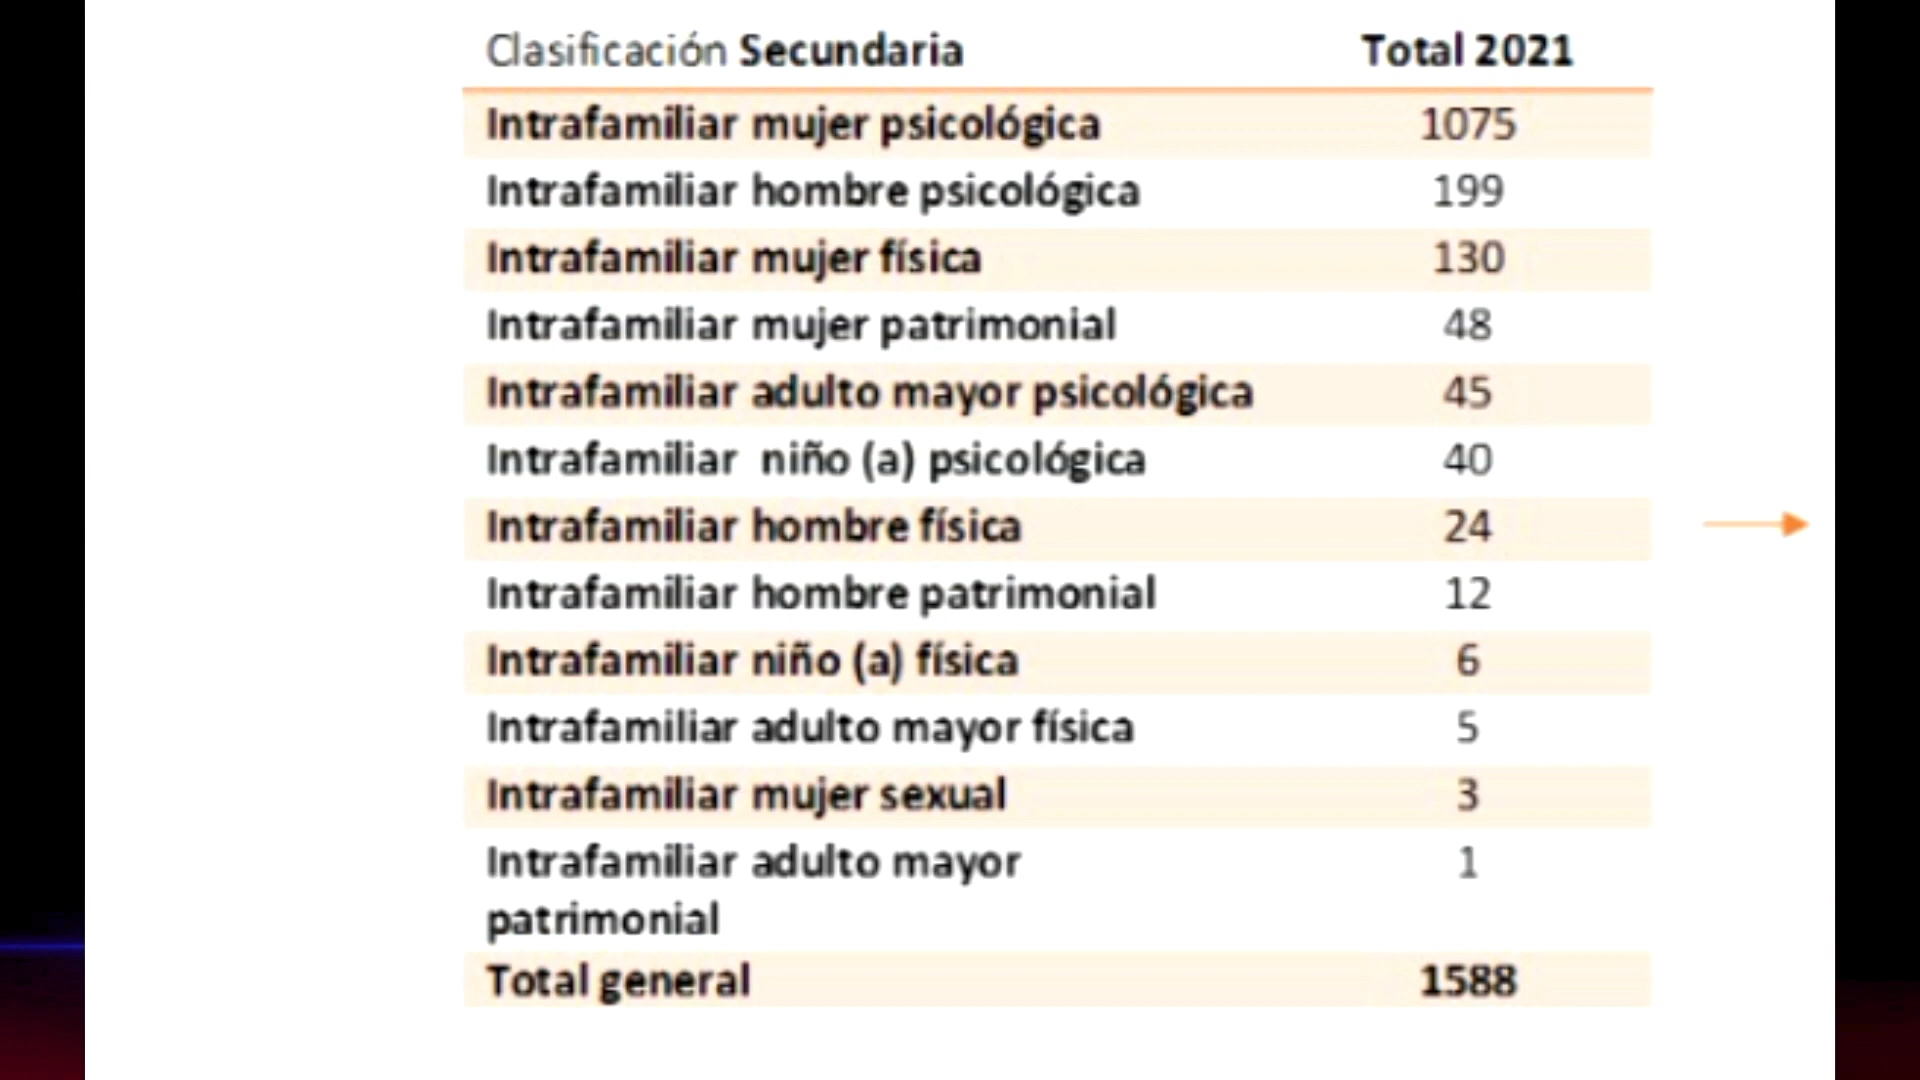 Clasificación Secundaria Total 2021
Intrafamiliar mujer psicológica 1075
Intrafamiliar hombre psicológica 199
Intrafamiliar mujer física 130
Intrafamiliar mujer patrimonial 48
Intrafamiliar adulto mayor psicológica 45
Intrafamiliar niño (a) psicológica 40
Intrafamiliar hombre física 24
Intrafamiliar hombre patrimonial 12
Intrafamiliar niño (a) física 6
Intrafamiliar adulto mayor física 5
Intrafamiliar mujer sexual 3
Intrafamiliar adulto mayor 1
patrimonial
Total general 1588